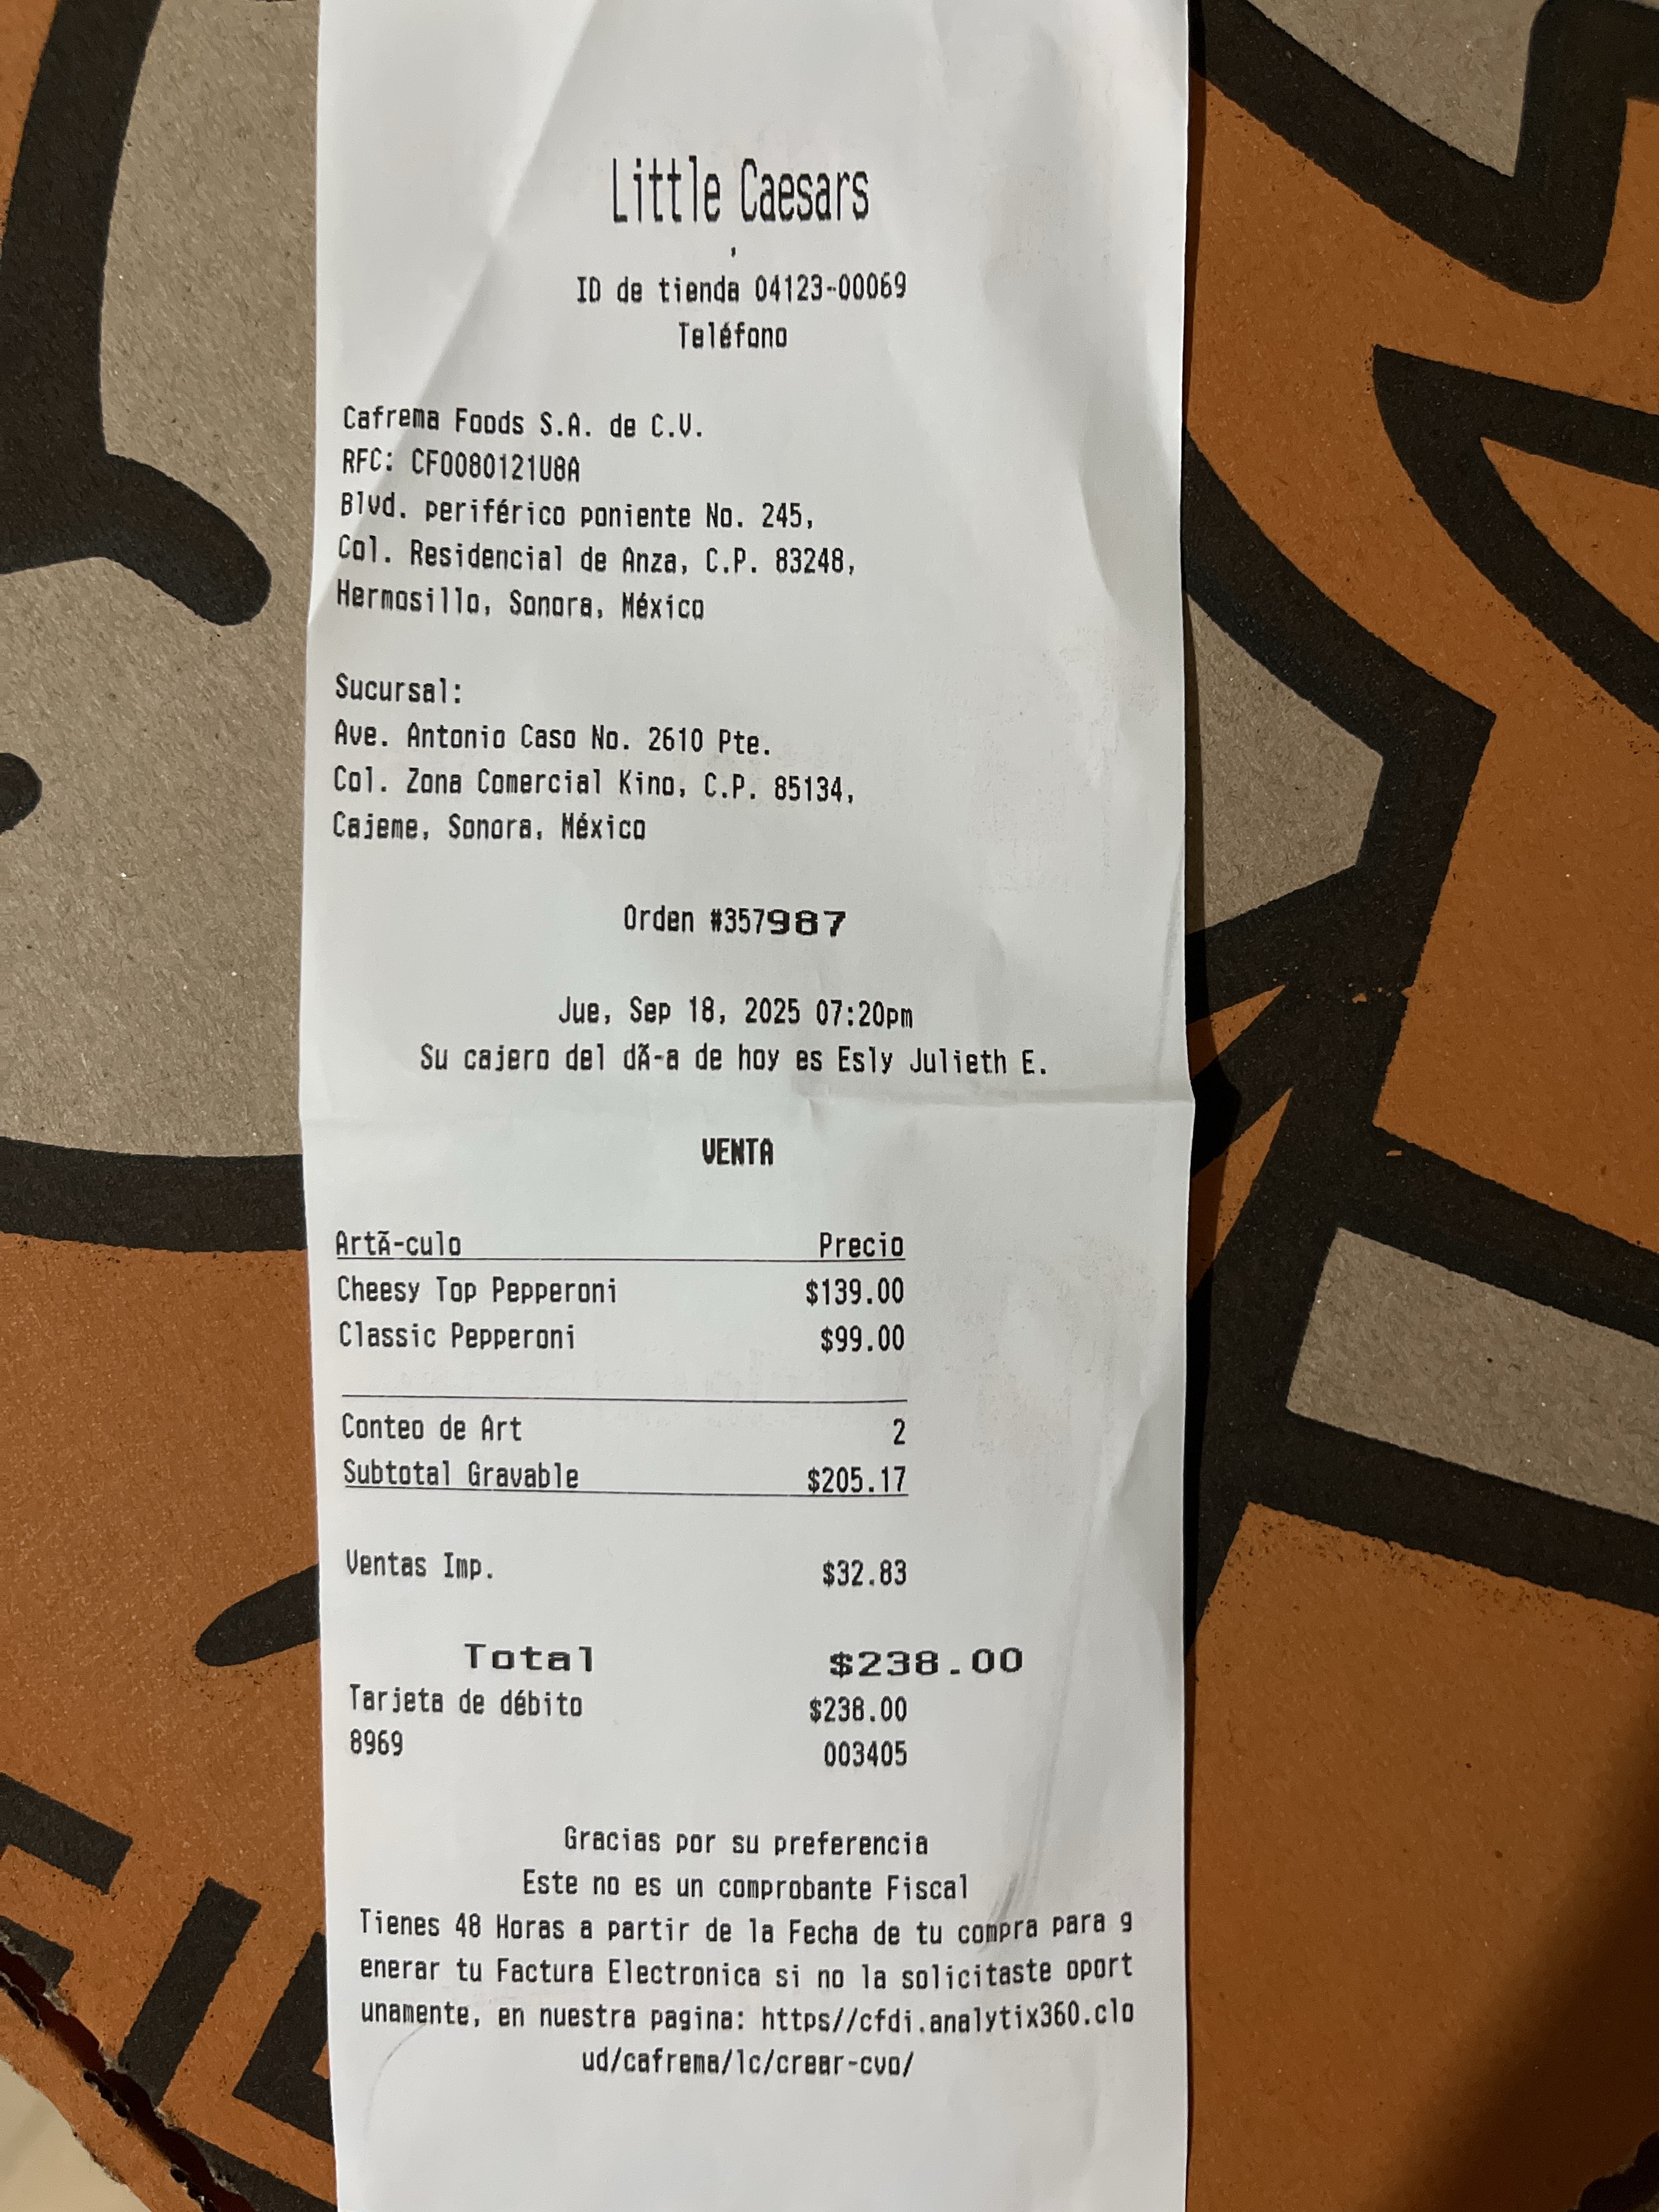 Little Caesars
,
ID de tienda 04123-00069
Teléfono
Cafrema Foods S.A. de C.V.
RFC: CFO080121U8A
Blvd. periférico poniente No. 245,
Col. Residencial de Anza, C.P. 83248,
Hermosillo, Sonora, México
Sucursal:
Ave. Antonio Caso No. 2610 Pte.
Col. Zona Comercial Kino, C.P. 85134,
Cajeme, Sonora, México
Orden #357987
Jue, Sep 18, 2025 07:20pm
Su cajero del dÃ-a de hoy es Esly Julieth E.
VENTA
ArtÃ-culo Precio
Cheesy Top Pepperoni $139.00
Classic Pepperoni $99.00
Conteo de Art 2
Subtotal Gravable $205.17
Ventas Imp. $32.83
Total $238.00
Tarjeta de débito $238.00
8969 003405
Gracias por su preferencia
Este no es un comprobante Fiscal
Tienes 48 Horas a partir de la Fecha de tu compra para g
enerar tu Factura Electronica si no la solicitaste oport
unamente, en nuestra pagina: https//cfdi.analytix360.clo
ud/cafrema/lc/crear-cvo/